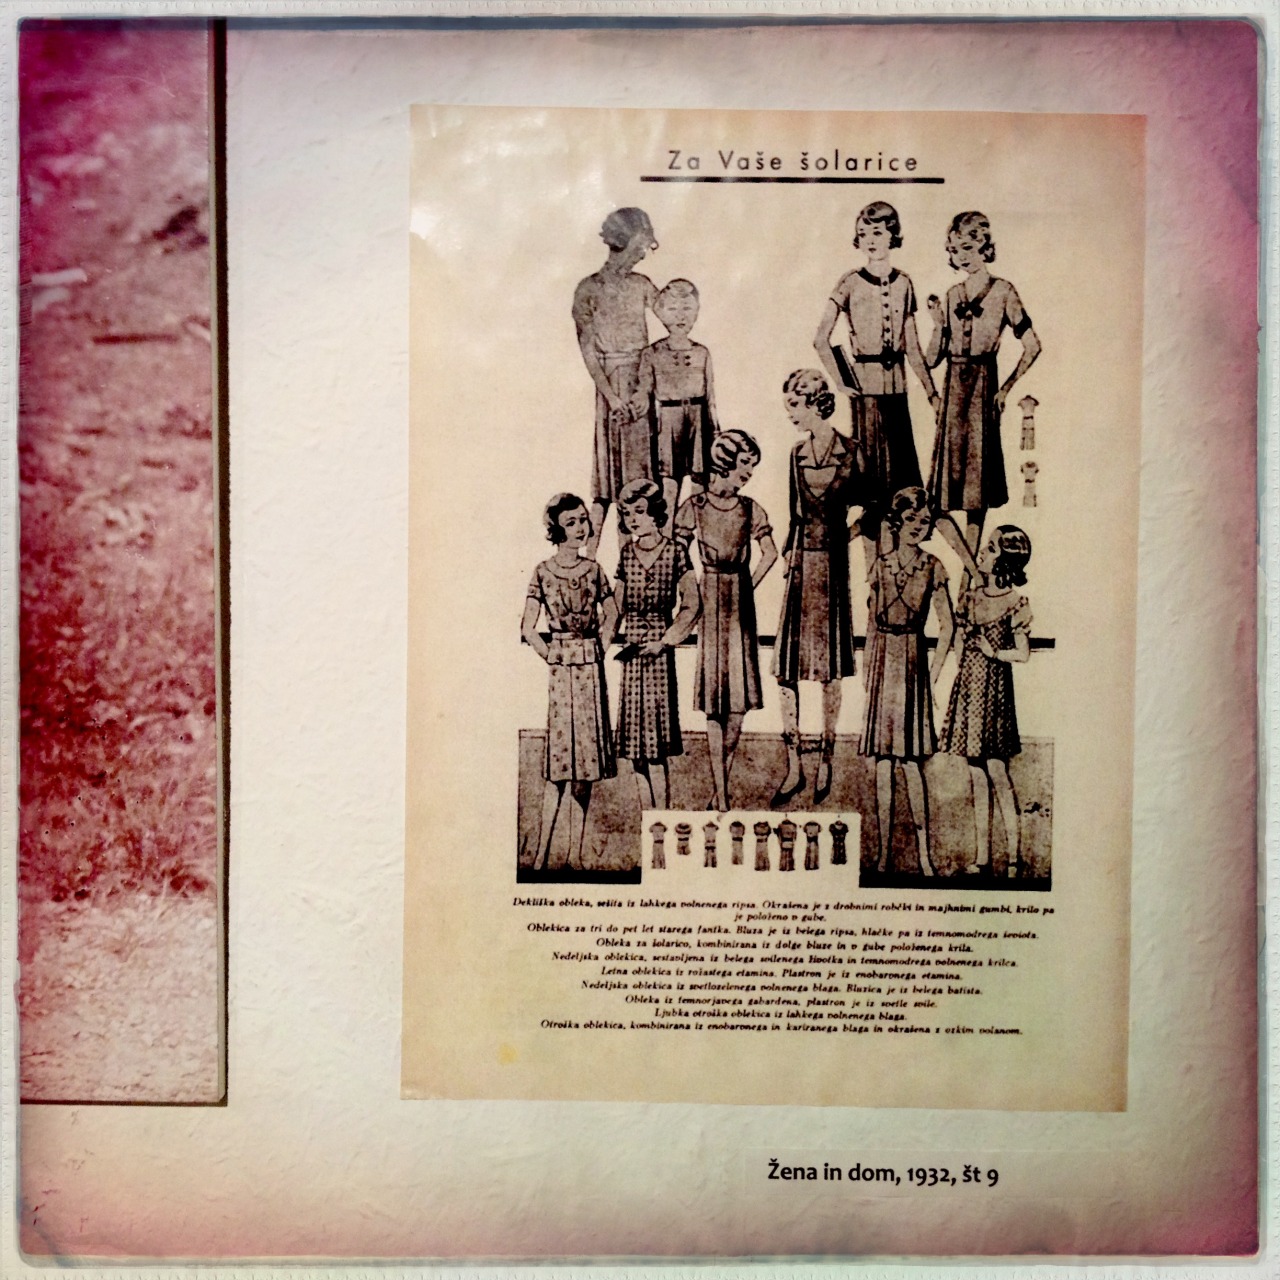 Za Vaše šolarice
Dekliška obleka, sešita iz lahkega volnenega ripsa. Okrašena je z drobnimi robčki in majhnimi gumbi, krilo pa
je položeno v gube.
Oblekica za tri do pet let starega fantka. Bluza je iz belega ripsa, hlačke pa iz temnomodrega ševiota.
Obleka za šolarico, kombinirana iz dolge bluze in v gube položenega krila.
Nedeljska oblekica, sestavljena iz belega svilenega životka in temnomodrega volnenega krilca.
Letna oblekica iz rožastega etamina. Plastron je iz enobarvnega etamina.
Nedeljska oblekica iz svetlozelenega volnenega blaga. Bluzica je iz belega batista.
Obleka iz temnorjavega gabardena, plastron je iz svetle svile.
Ljubka otroška oblekica iz lahkega volnenega blaga.
Otroška oblekica, kombinirana iz enobarvnega in kariranega blaga in okrašena z ozkim volanom.
Žena in dom, 1932, št 9